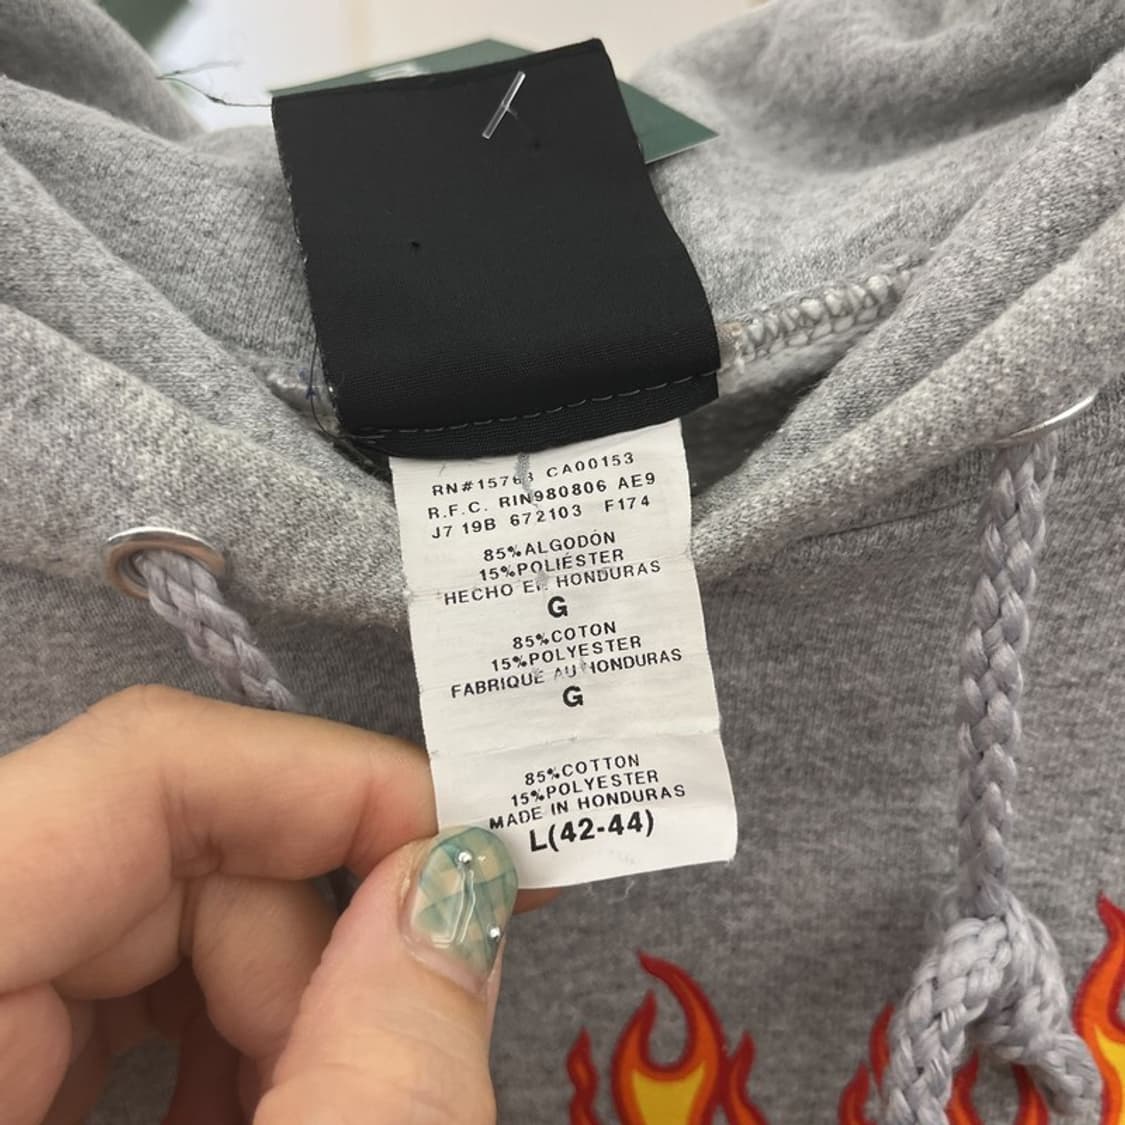 RN#15763 CA00153
R.F.C. RIN980806 AE9
J7 19B 672103 F174
85%ALGODÓN
15%POLIÉSTER
HECHO EN HONDURAS
G
85%COTON
15%POLYESTER
FABRIQUE AU HONDURAS
G
85%COTTON
15%POLYESTER
MADE IN HONDURAS
L(42-44)